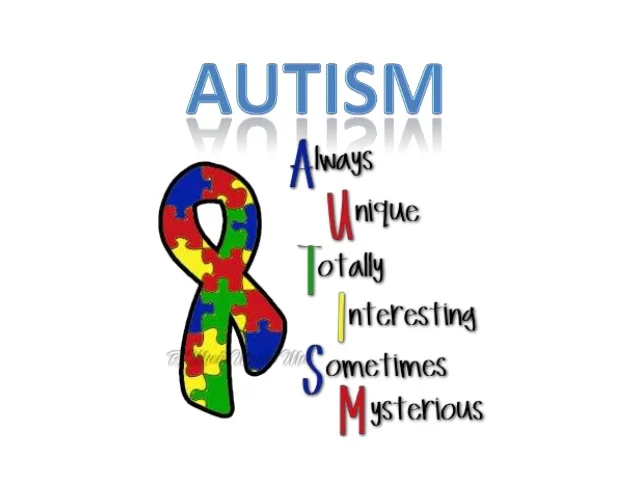 AUTISM
Always
Unique
Totally
Interesting
Sometimes
Mysterious